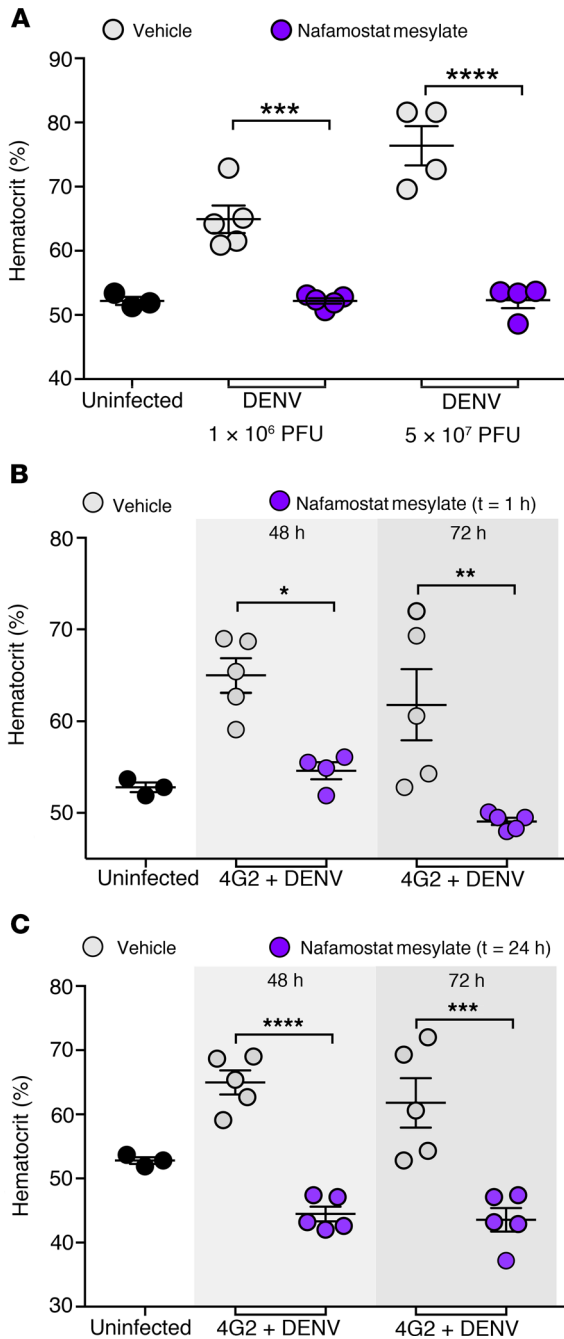 A
Vehicle Nafamostat mesylate
90
80
70
60
50
40
Hematocrit (%)
*** ****
Uninfected DENV DENV
1 × 10⁶ PFU 5 × 10⁷ PFU
B
Vehicle Nafamostat mesylate (t = 1 h)
48 h 72 h
80
70
60
50
Hematocrit (%)
* **
Uninfected 4G2 + DENV 4G2 + DENV
C
Vehicle Nafamostat mesylate (t = 24 h)
48 h 72 h
80
70
60
50
40
30
Hematocrit (%)
**** ***
Uninfected 4G2 + DENV 4G2 + DENV